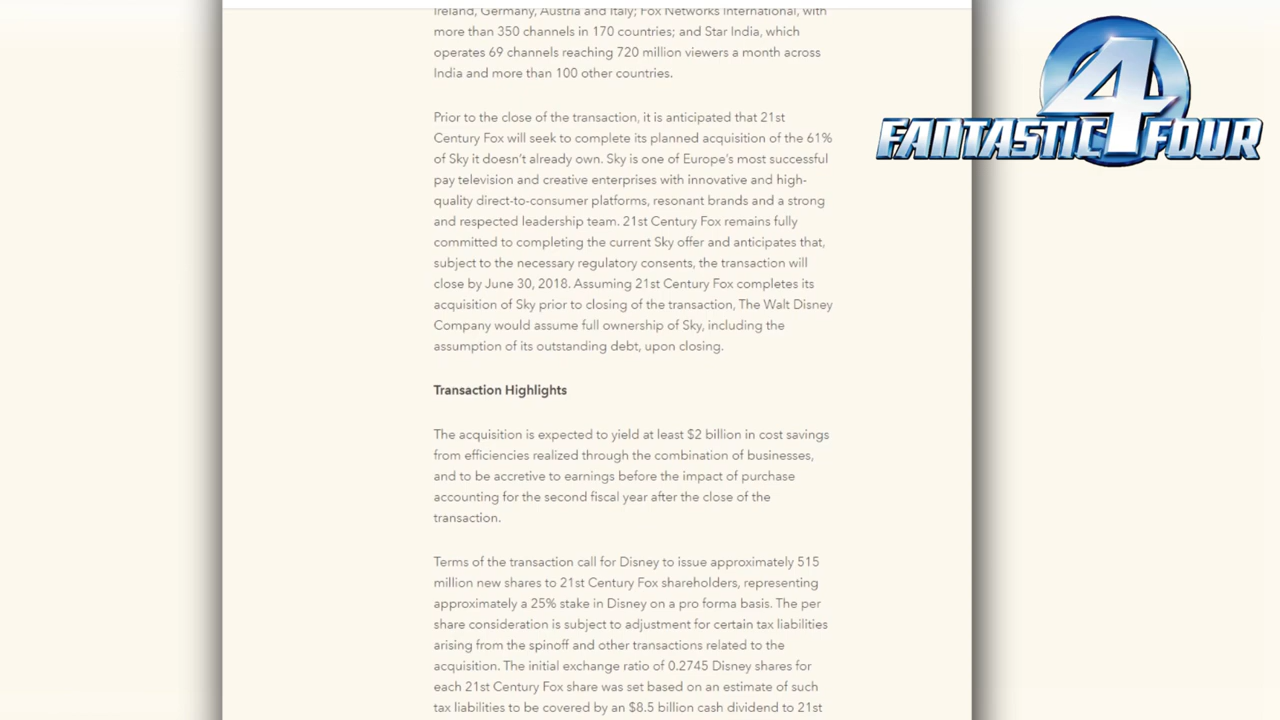 Ireland, Germany, Austria and Italy; Fox Networks International, with
more than 350 channels in 170 countries; and Star India, which
operates 69 channels reaching 720 million viewers a month across
India and more than 100 other countries.
Prior to the close of the transaction, it is anticipated that 21st
Century Fox will seek to complete its planned acquisition of the 61%
of Sky it doesn't already own. Sky is one of Europe's most successful
pay television and creative enterprises with innovative and high-
quality direct-to-consumer platforms, resonant brands and a strong
and respected leadership team. 21st Century Fox remains fully
committed to completing the current Sky offer and anticipates that,
subject to the necessary regulatory consents, the transaction will
close by June 30, 2018. Assuming 21st Century Fox completes its
acquisition of Sky prior to closing of the transaction, The Walt Disney
Company would assume full ownership of Sky, including the
assumption of its outstanding debt, upon closing.
Transaction Highlights
The acquisition is expected to yield at least $2 billion in cost savings
from efficiencies realized through the combination of businesses,
and to be accretive to earnings before the impact of purchase
accounting for the second fiscal year after the close of the
transaction.
Terms of the transaction call for Disney to issue approximately 515
million new shares to 21st Century Fox shareholders, representing
approximately a 25% stake in Disney on a pro forma basis. The per
share consideration is subject to adjustment for certain tax liabilities
arising from the spinoff and other transactions related to the
acquisition. The initial exchange ratio of 0.2745 Disney shares for
each 21st Century Fox share was set based on an estimate of such
tax liabilities to be covered by an $8.5 billion cash dividend to 21st
4
FANTASTIC FOUR